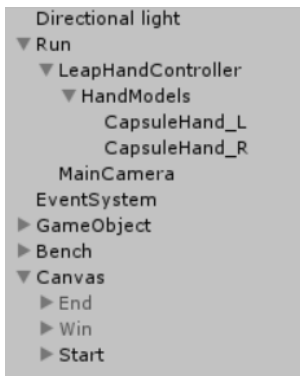 Directional light
Run
LeapHandController
HandModels
CapsuleHand_L
CapsuleHand_R
MainCamera
EventSystem
GameObject
Bench
Canvas
End
Win
Start